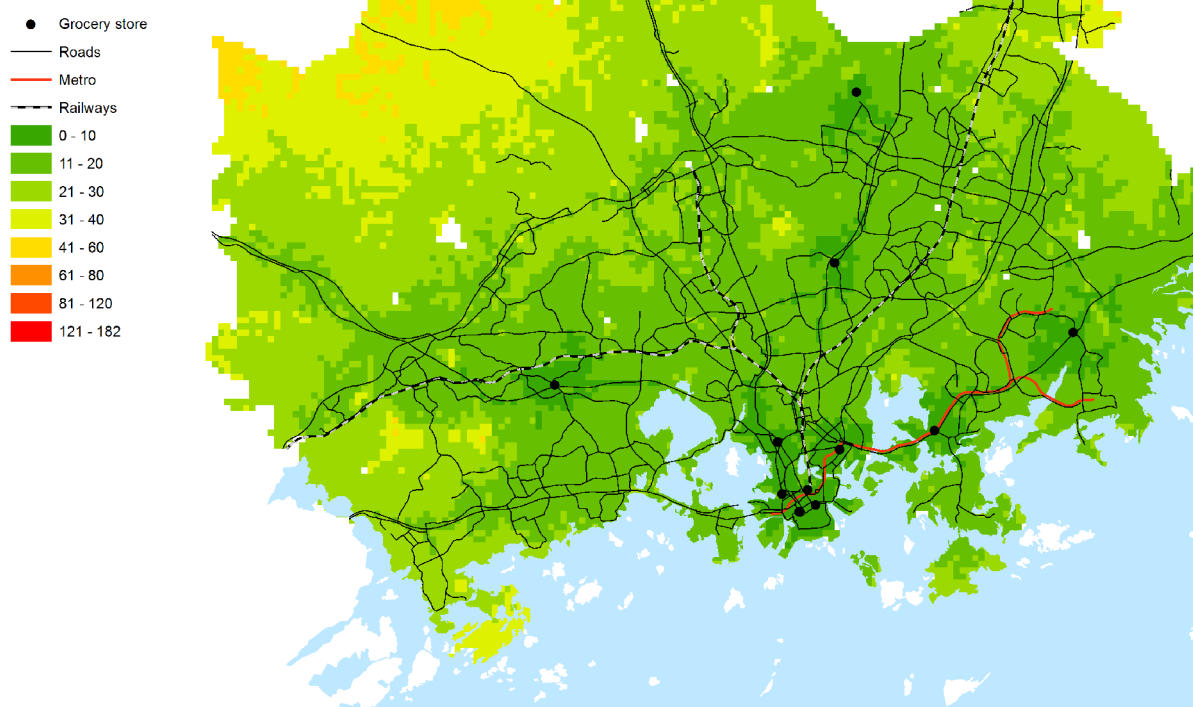 Grocery store
Roads
Metro
Railways
0 - 10
11 - 20
21 - 30
31 - 40
41 - 60
61 - 80
81 - 120
121 - 182